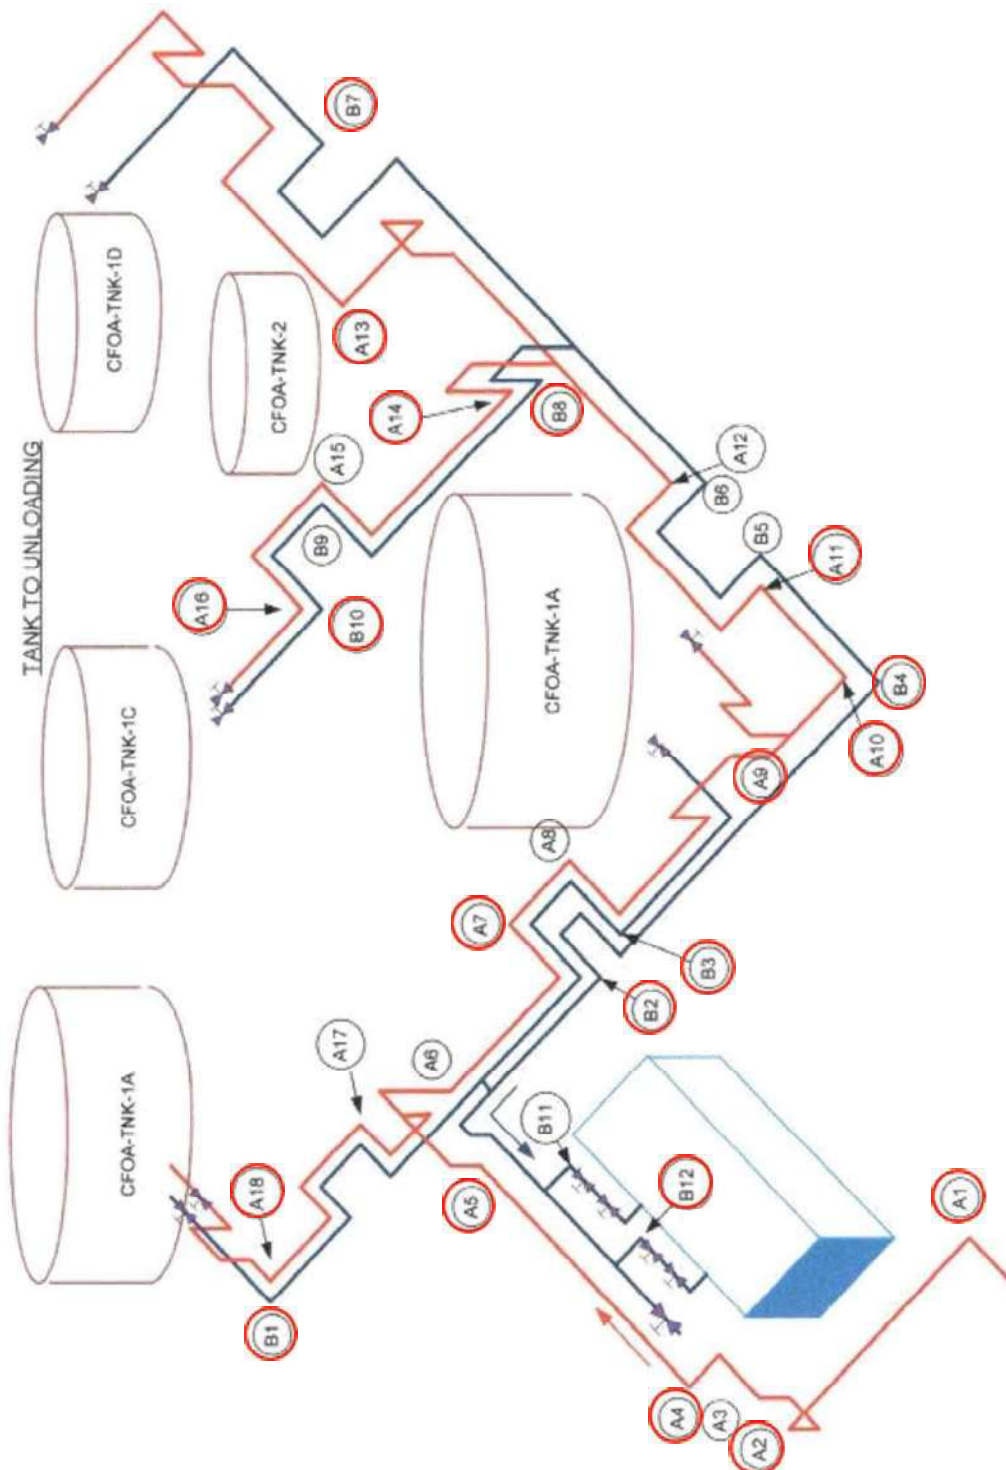 TANK TO UNLOADING
CFOA-TNK-1A
CFOA-TNK-1C
CFOA-TNK-1D
CFOA-TNK-2
CFOA-TNK-1A
B1
A18
A17
A6
A5
A7
A8
A16
B10
B9
A15
A14
A13
B7
B8
A12
B6
B5
A11
B4
A10
A9
B3
B2
B11
B12
A4
A3
A2
A1